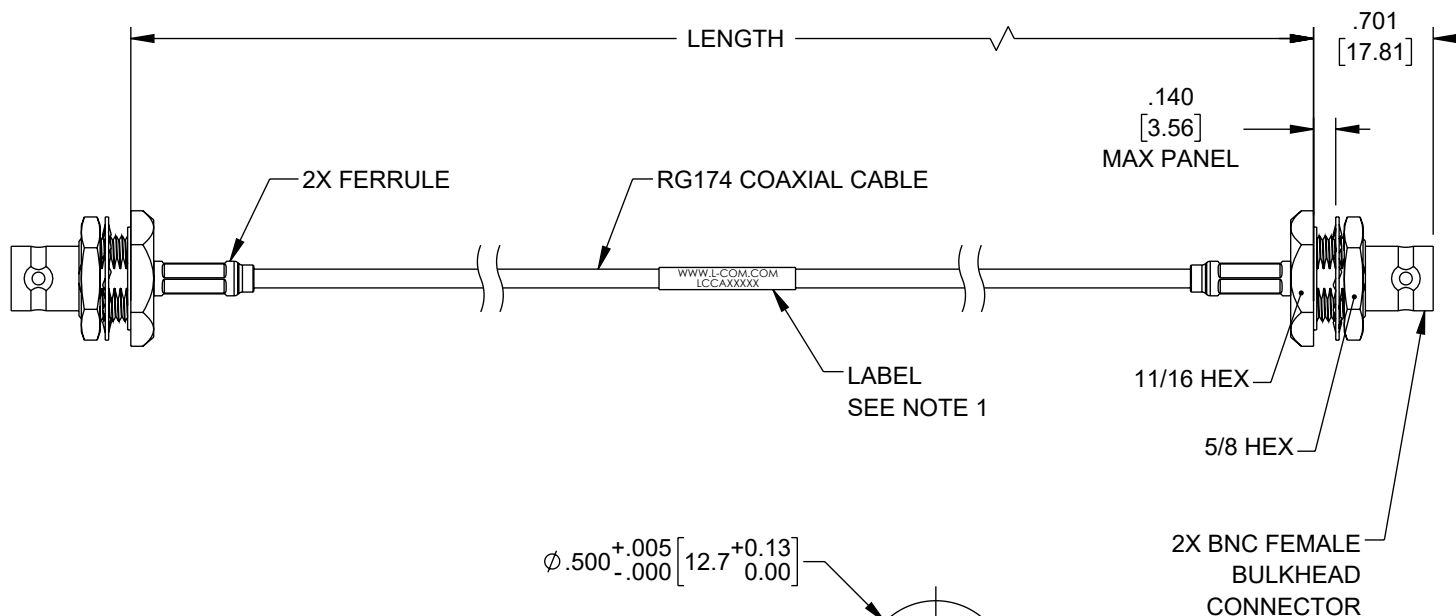 LENGTH
.701
[17.81]
.140
[3.56]
MAX PANEL
2X FERRULE
RG174 COAXIAL CABLE
WWW.L-COM.COM
LCCAXXXXX
LABEL
SEE NOTE 1
11/16 HEX
5/8 HEX
2X BNC FEMALE
BULKHEAD
CONNECTOR
Ø.500 +.005 -.000 [12.7 +0.13 0.00]